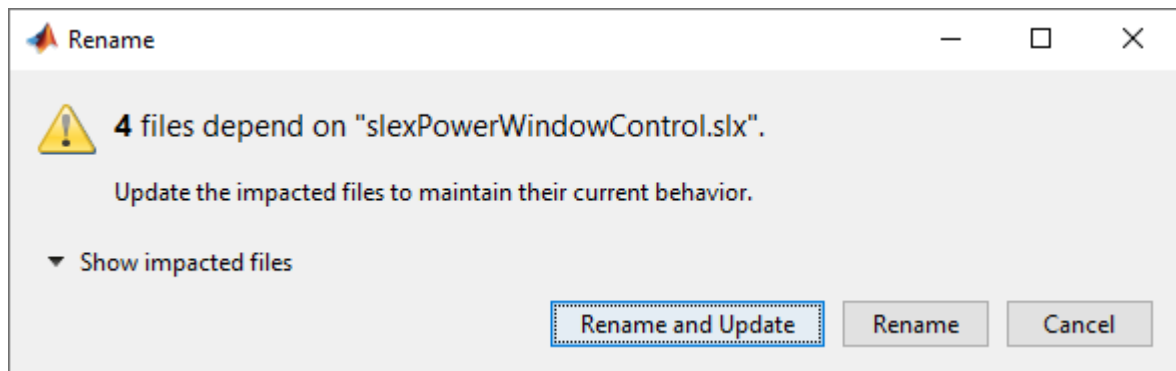 Rename
4 files depend on "slexPowerWindowControl.slx".
Update the impacted files to maintain their current behavior.
Show impacted files
Rename and Update Rename Cancel